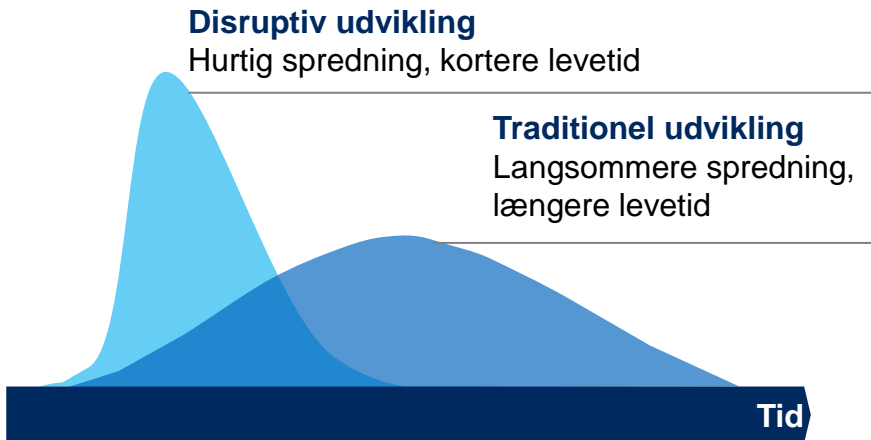 Disruptiv udvikling
Hurtig spredning, kortere levetid
Traditionel udvikling
Langsommere spredning,
længere levetid
Tid